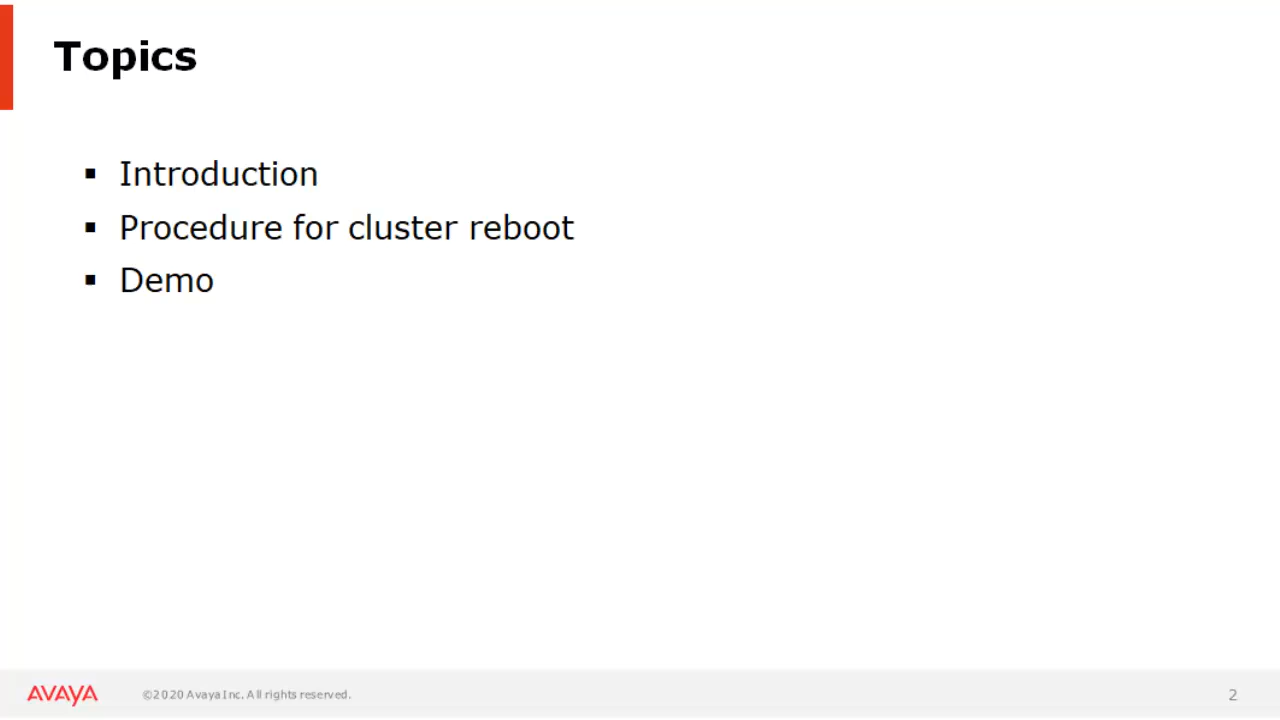 Topics
▪ Introduction
▪ Procedure for cluster reboot
▪ Demo
AVAYA ©2020 Avaya Inc. All rights reserved. 2